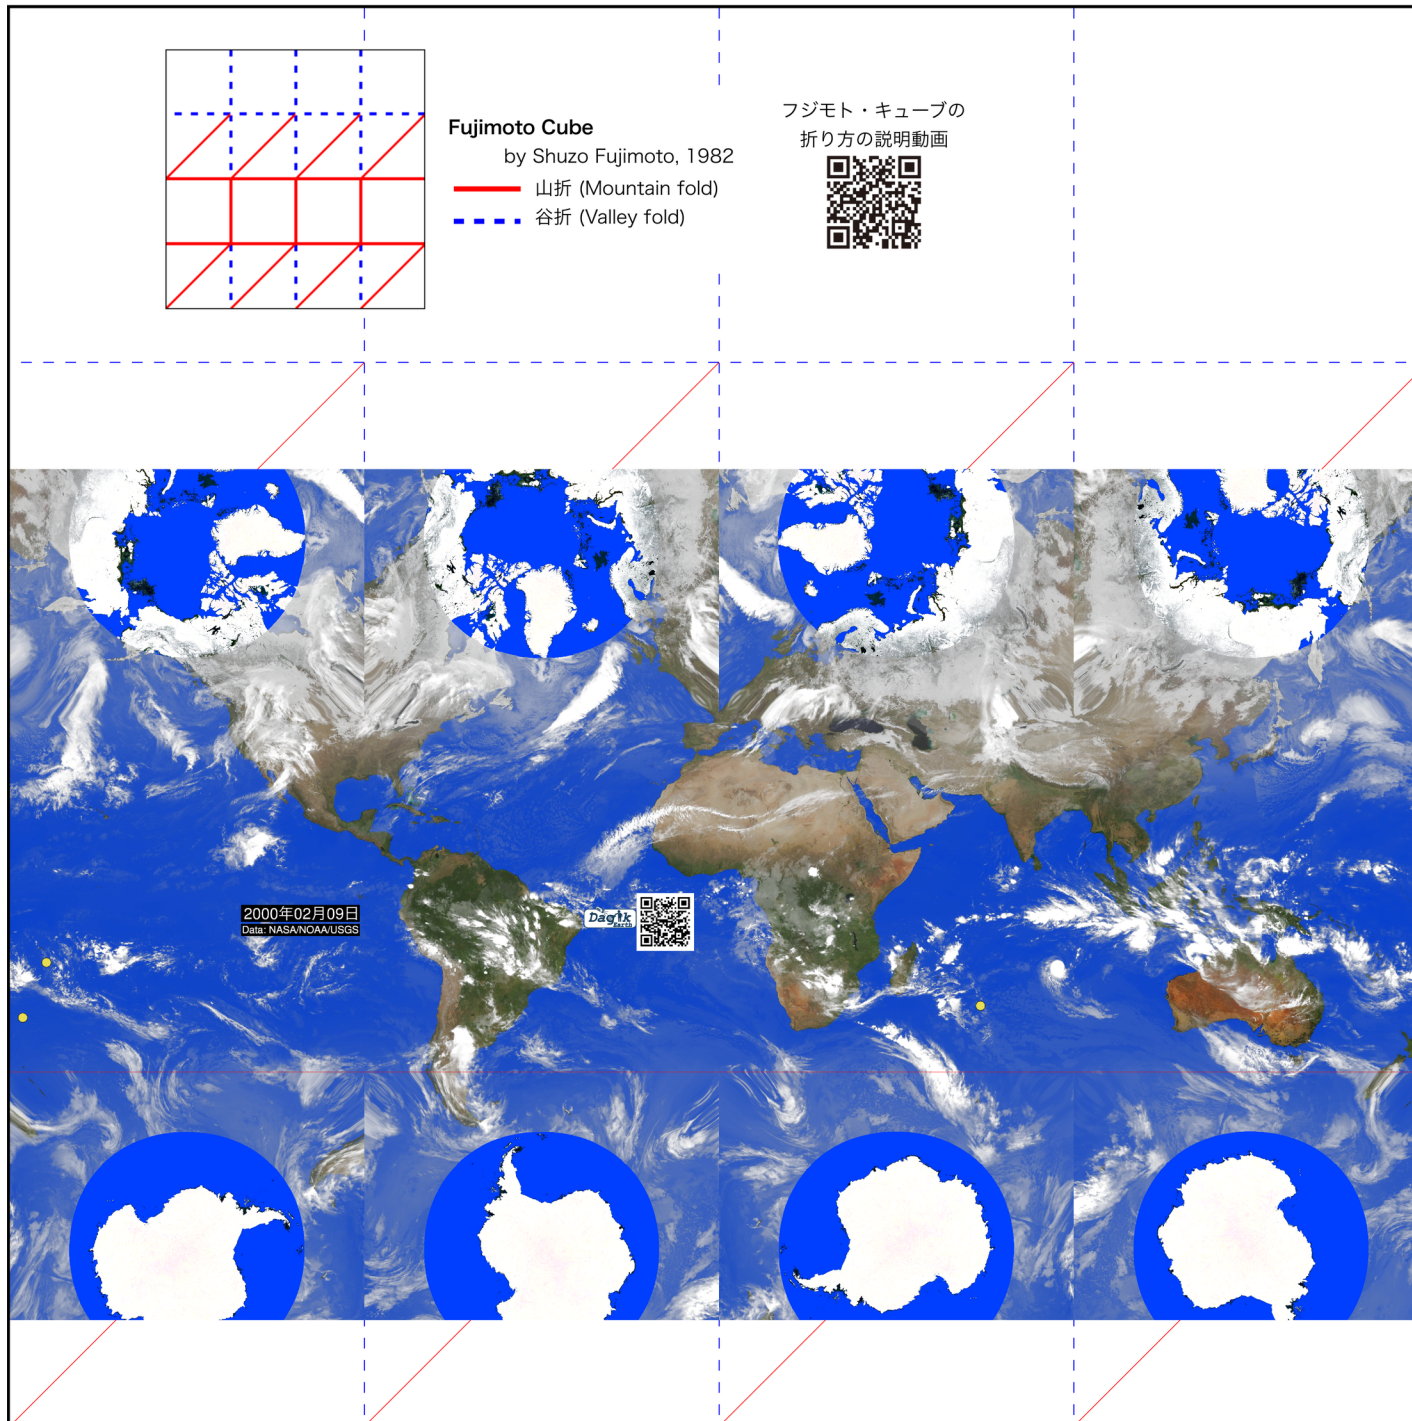 Fujimoto Cube
by Shuzo Fujimoto, 1982
山折 (Mountain fold)
谷折 (Valley fold)
フジモト・キューブの
折り方の説明動画
2000年02月09日
Data: NASA/NOAA/USGS
Dagik
Earth